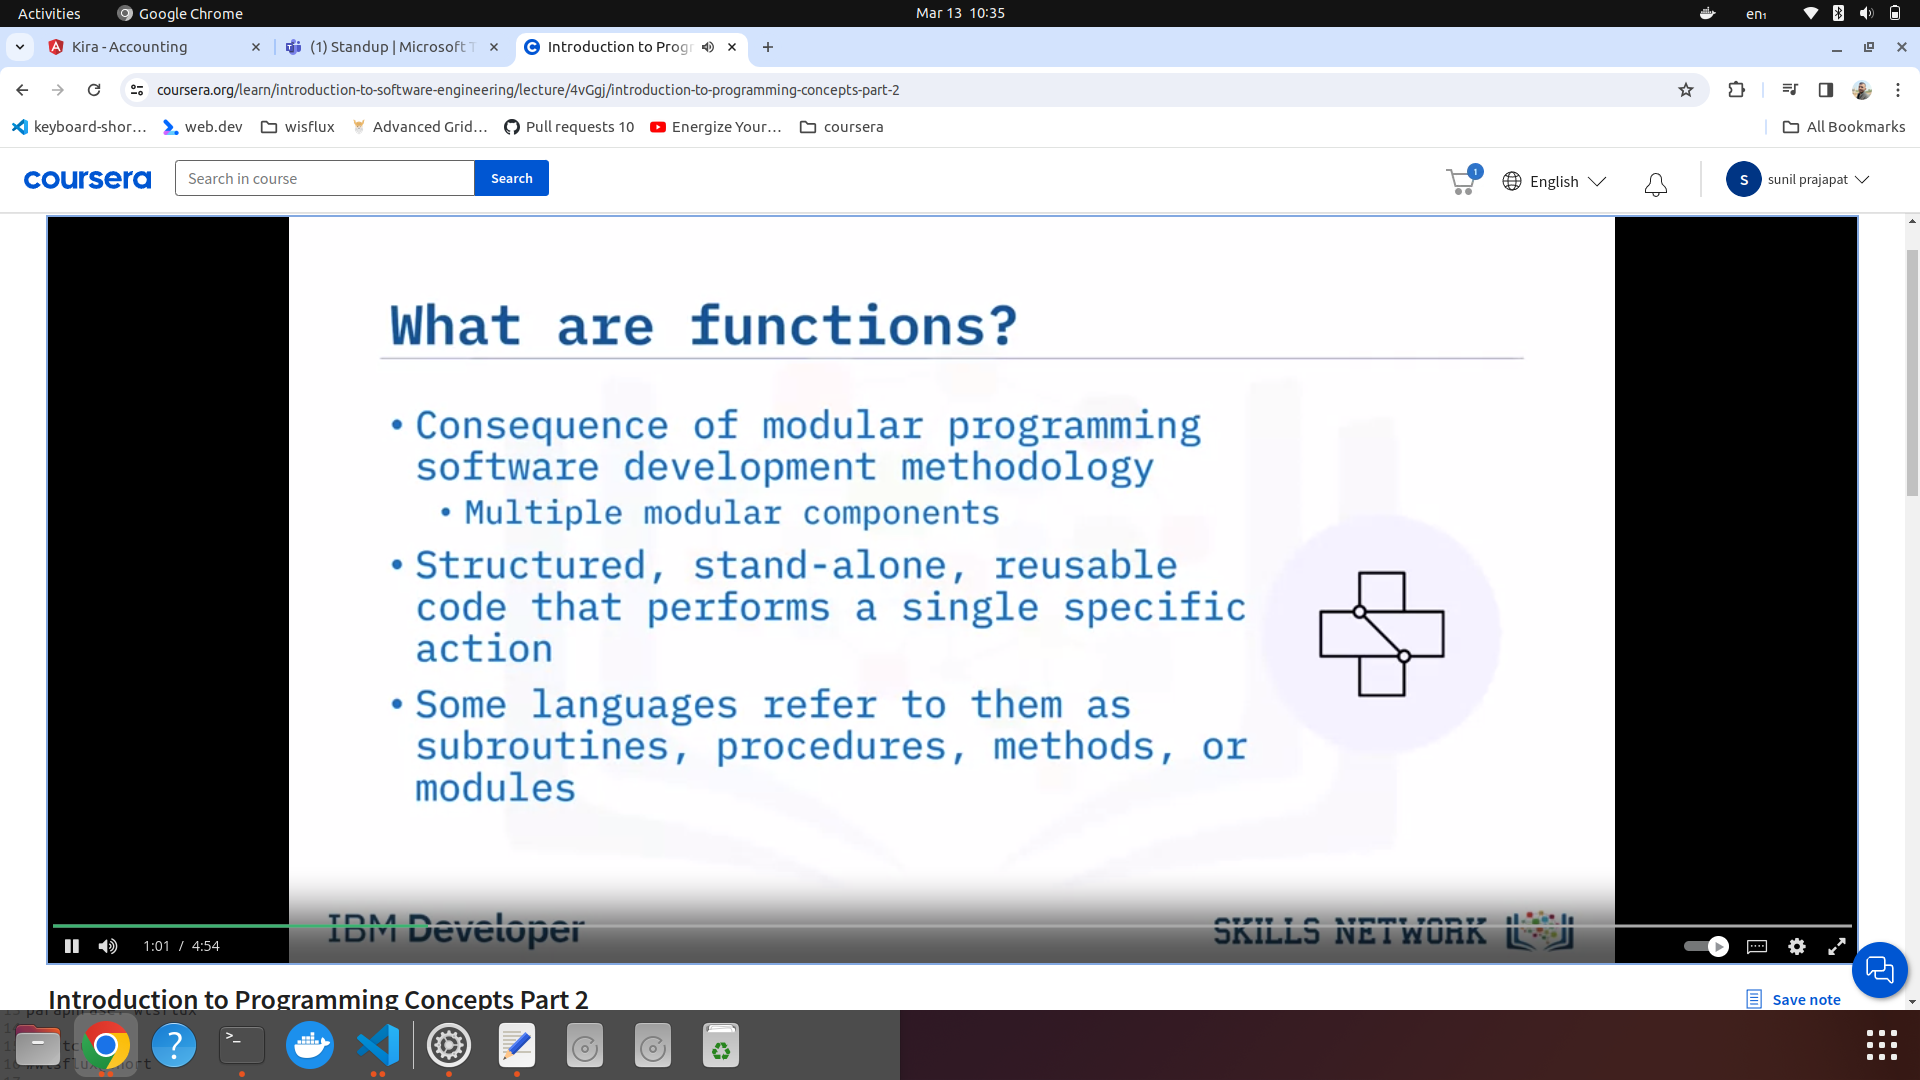 Activities
Google Chrome
Mar 13 10:35
en₁
Kira - Accounting
(1) Standup | Microsoft T
Introduction to Prog
coursera.org/learn/introduction-to-software-engineering/lecture/4vGgj/introduction-to-programming-concepts-part-2
keyboard-shor...
web.dev
wisflux
Advanced Grid...
Pull requests 10
Energize Your...
coursera
All Bookmarks
coursera
Search in course
Search
1
English
S
sunil prajapat
What are functions?
• Consequence of modular programming
software development methodology
• Multiple modular components
• Structured, stand-alone, reusable
code that performs a single specific
action
• Some languages refer to them as
subroutines, procedures, methods, or
modules
IBM Developer
SKILLS NETWORK
1:01 / 4:54
Introduction to Programming Concepts Part 2
Save note